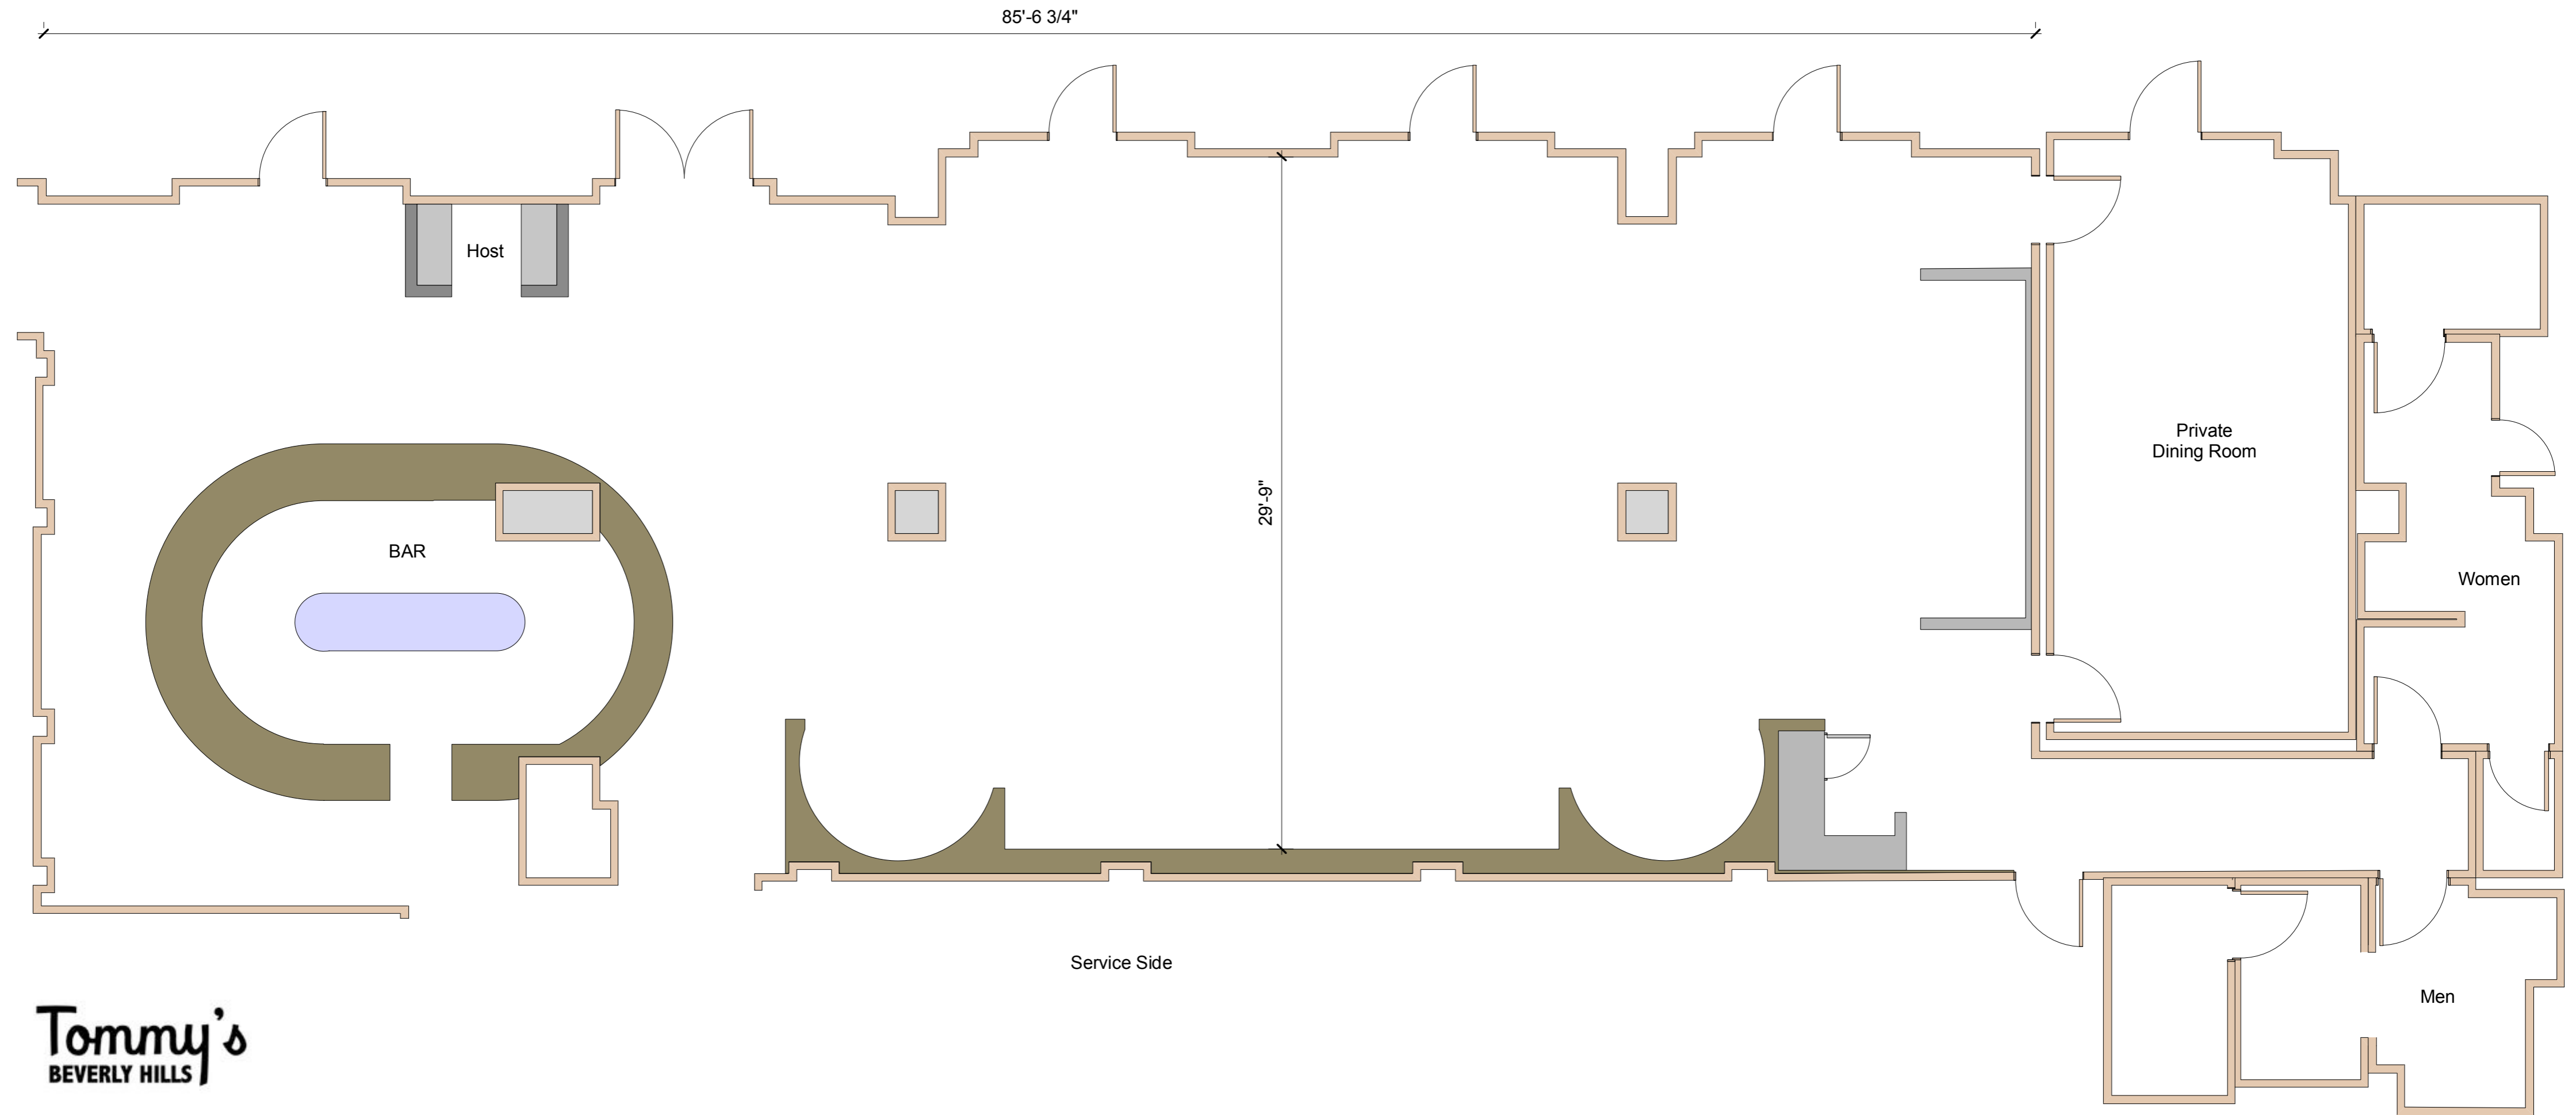 85'-6 3/4"
Host
Private
Dining Room
29'-9"
BAR
Women
Service Side
Men
Tommy's
BEVERLY HILLS